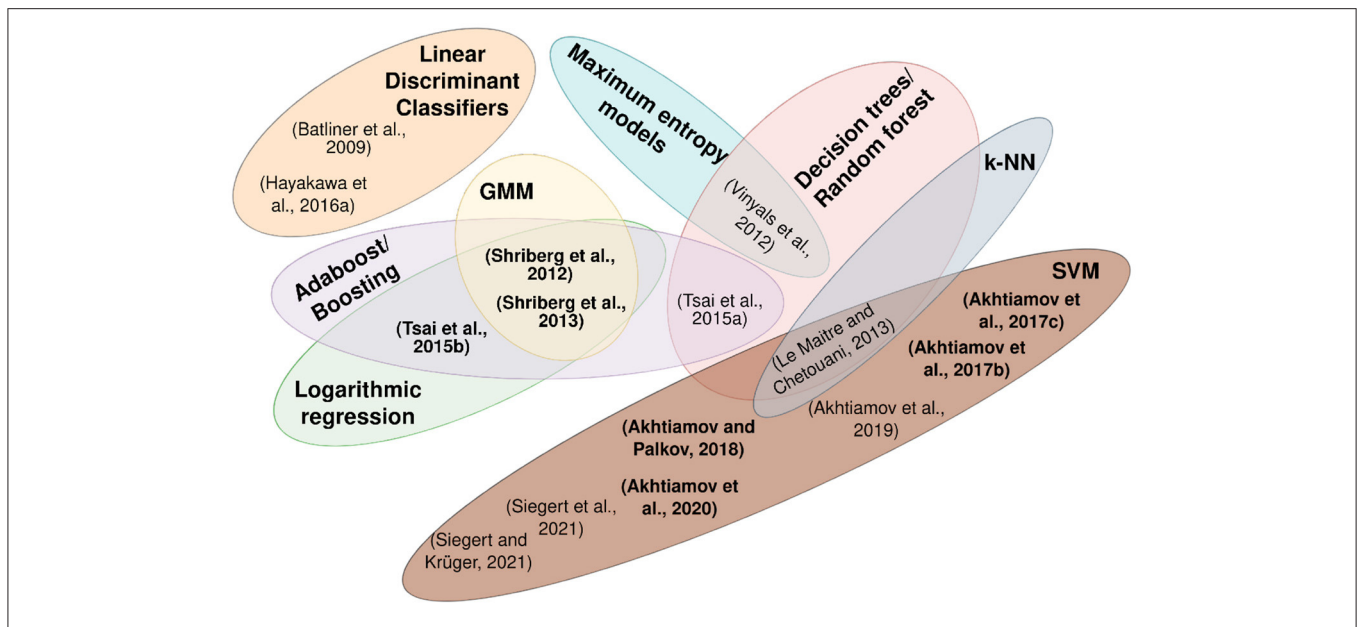 Linear
Discriminant
Classifiers
(Batliner et al.,
2009)
(Hayakawa et
al., 2016a)
Maximum entropy
models
(Vinyals et al.,
2012)
Decision trees/
Random forest
k-NN
GMM
(Shriberg et al.,
2012)
(Shriberg et al.,
2013)
Adaboost/
Boosting
(Tsai et al.,
2015b)
(Tsai et al.,
2015a)
Logarithmic
regression
SVM
(Akhtiamov et
al., 2017c)
(Akhtiamov et
al., 2017b)
(Le Maitre and
Chetouani, 2013)
(Akhtiamov et al.,
2019)
(Akhtiamov and
Palkov, 2018)
(Akhtiamov et
al., 2020)
(Siegert et al.,
2021)
(Siegert and
Krüger, 2021)